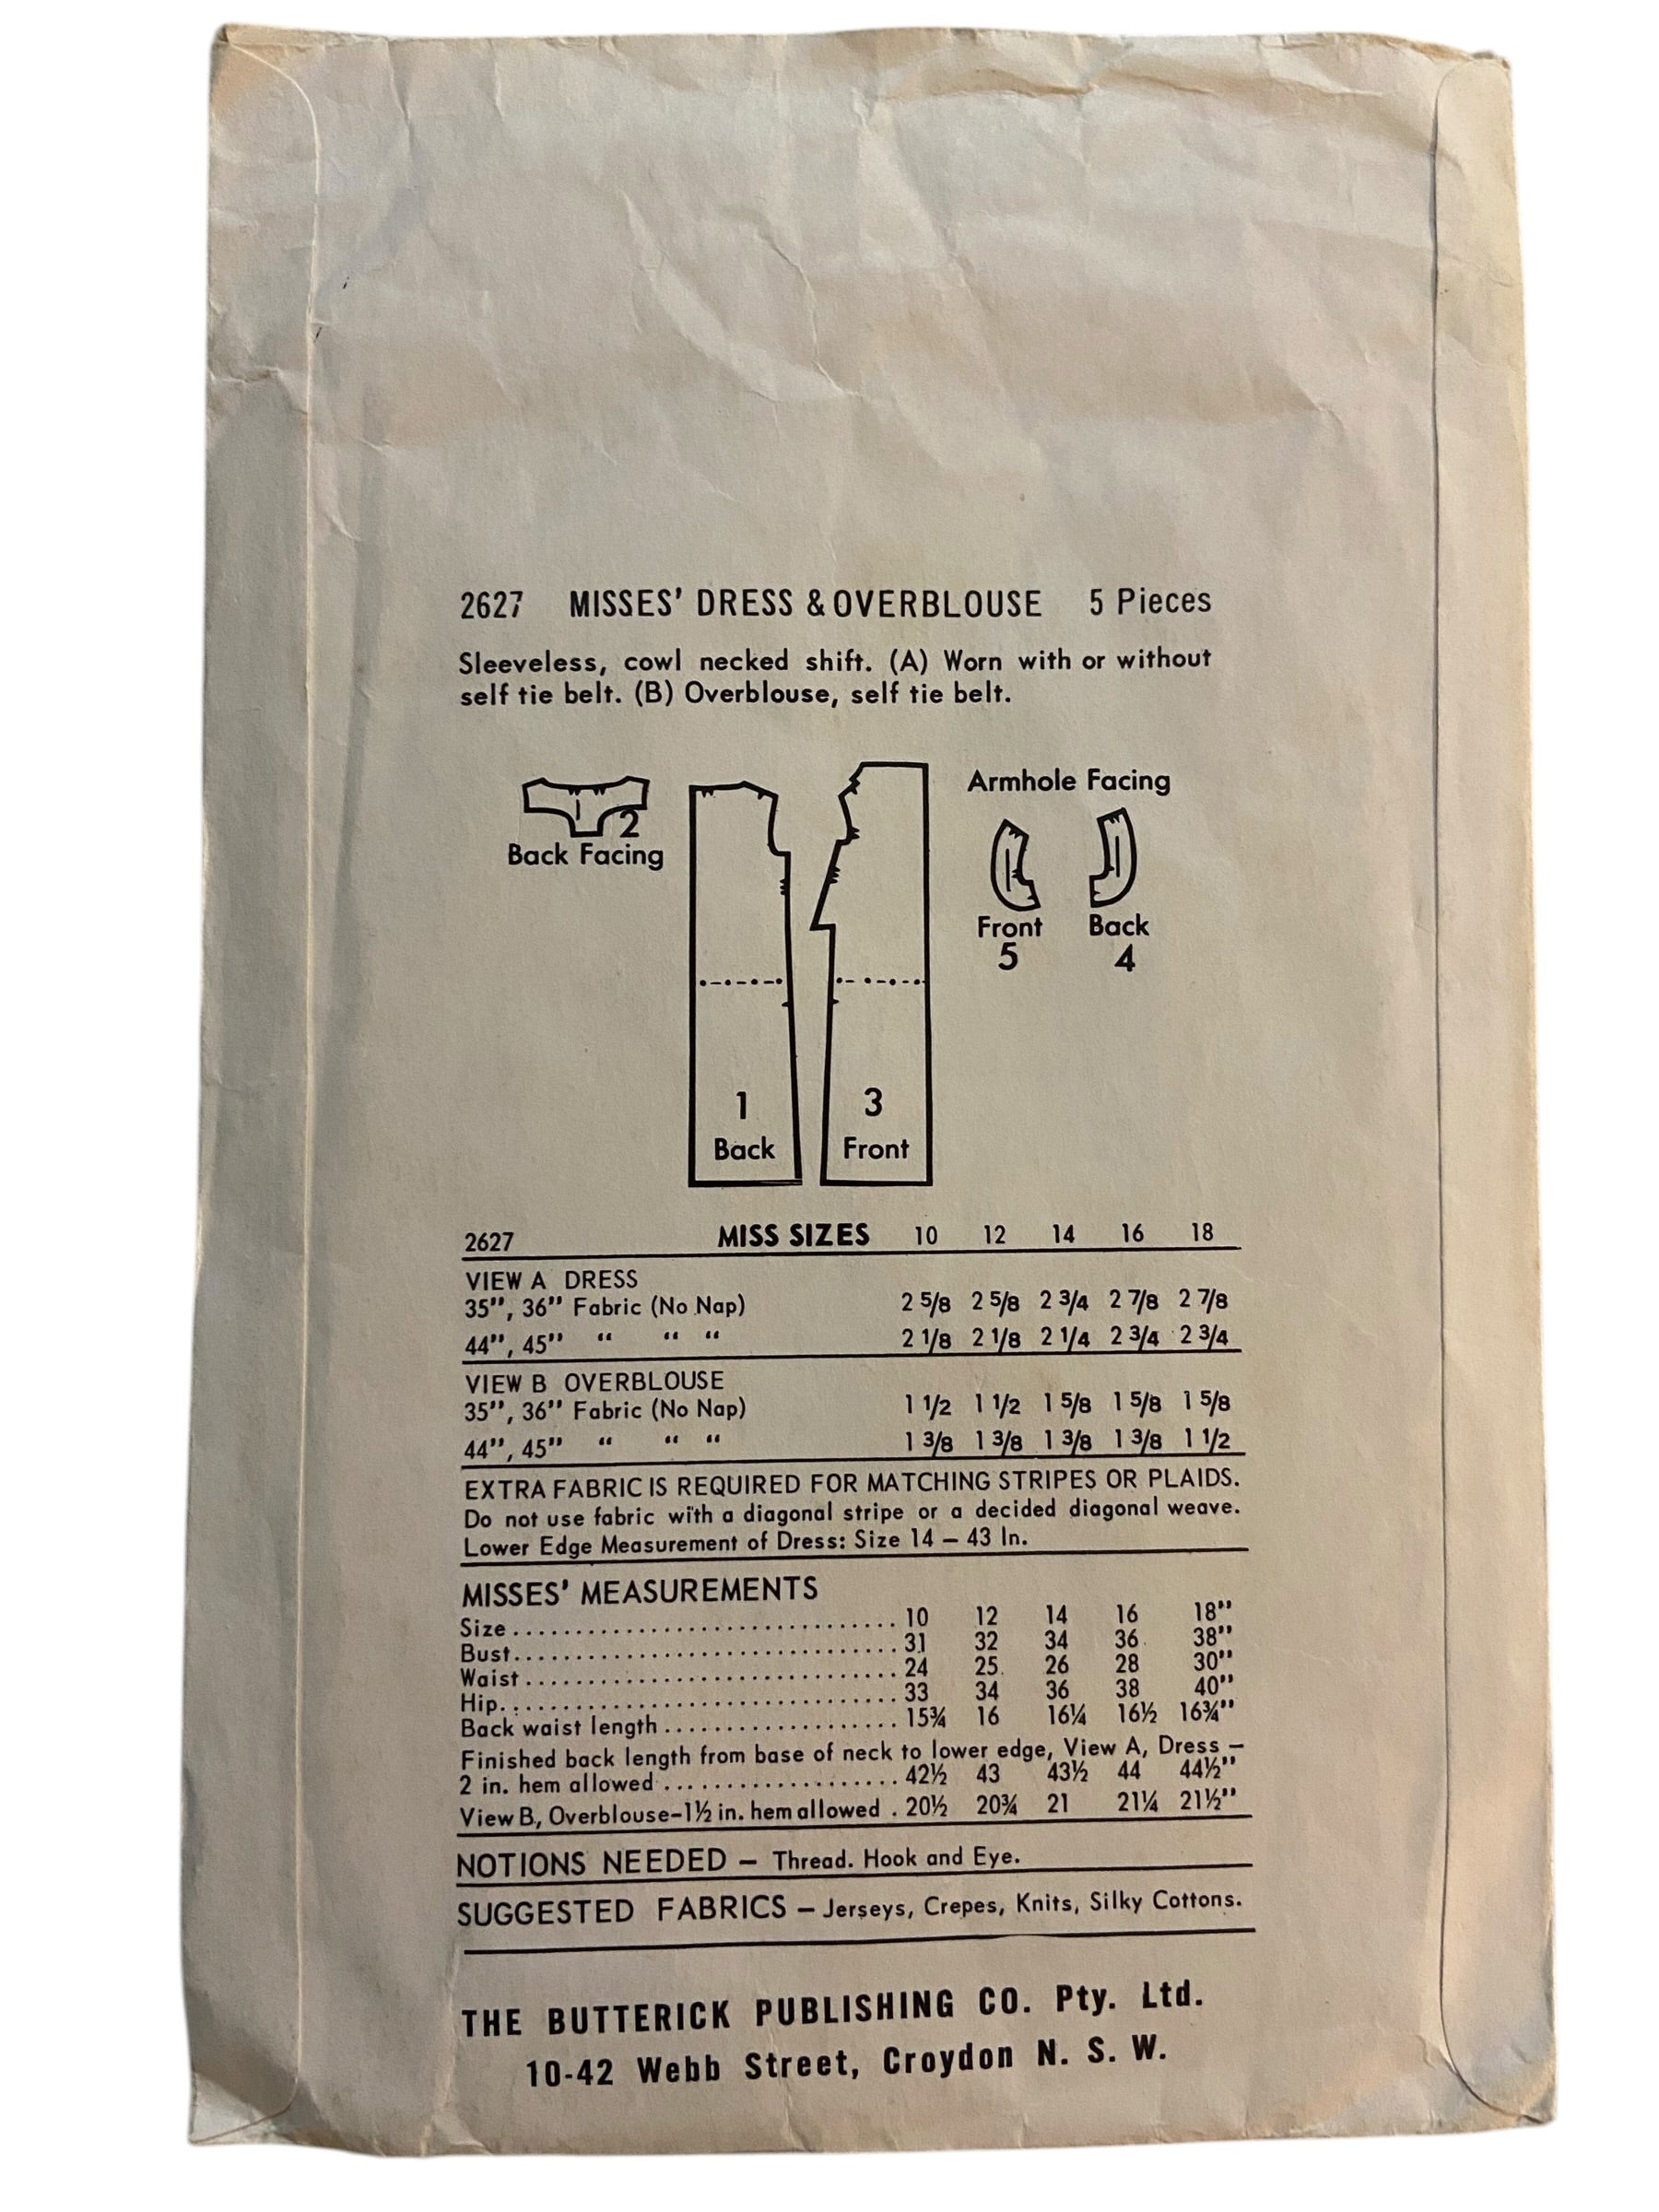 2627 MISSES' DRESS & OVERBLOUSE 5 Pieces
Sleeveless, cowl necked shift. (A) Worn with or without
self tie belt. (B) Overblouse, self tie belt.
2
Back Facing
Armhole Facing
Front
5
Back
4
1
Back
3
Front
2627 MISS SIZES 10 12 14 16 18
VIEW A DRESS
35", 36" Fabric (No Nap) 2 5/8 2 5/8 2 3/4 2 7/8 2 7/8
44", 45" " " " 2 1/8 2 1/8 2 1/4 2 3/4 2 3/4
VIEW B OVERBLOUSE
35", 36" Fabric (No Nap) 1 1/2 1 1/2 1 5/8 1 5/8 1 5/8
44", 45" " " " 1 3/8 1 3/8 1 3/8 1 3/8 1 1/2
EXTRA FABRIC IS REQUIRED FOR MATCHING STRIPES OR PLAIDS.
Do not use fabric with a diagonal stripe or a decided diagonal weave.
Lower Edge Measurement of Dress: Size 14 – 43 In.
MISSES' MEASUREMENTS
Size ............................... 10 12 14 16 18"
Bust ............................... 31 32 34 36 38"
Waist .............................. 24 25 26 28 30"
Hip ................................ 33 34 36 38 40"
Back waist length ................... 15¾ 16 16¼ 16½ 16¾"
Finished back length from base of neck to lower edge, View A, Dress –
2 in. hem allowed ................... 42½ 43 43½ 44 44½"
View B, Overblouse–1½ in. hem allowed . 20½ 20¾ 21 21¼ 21½"
NOTIONS NEEDED – Thread. Hook and Eye.
SUGGESTED FABRICS – Jerseys, Crepes, Knits, Silky Cottons.
THE BUTTERICK PUBLISHING CO. Pty. Ltd.
10-42 Webb Street, Croydon N. S. W.